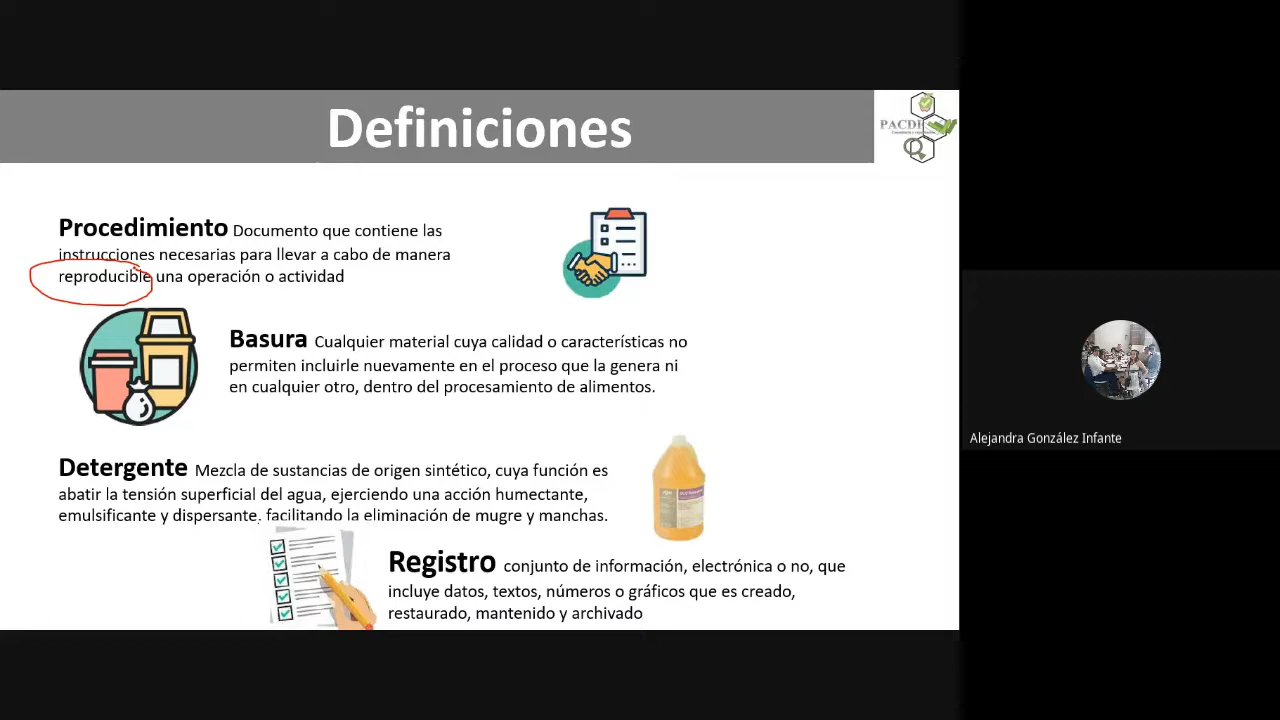 Definiciones
PACDI
Procedimiento Documento que contiene las
instrucciones necesarias para llevar a cabo de manera
reproducible una operación o actividad
Basura Cualquier material cuya calidad o características no
permiten incluirle nuevamente en el proceso que la genera ni
en cualquier otro, dentro del procesamiento de alimentos.
Detergente Mezcla de sustancias de origen sintético, cuya función es
abatir la tensión superficial del agua, ejerciendo una acción humectante,
emulsificante y dispersante, facilitando la eliminación de mugre y manchas.
Registro conjunto de información, electrónica o no, que
incluye datos, textos, números o gráficos que es creado,
restaurado, mantenido y archivado
Alejandra González Infante